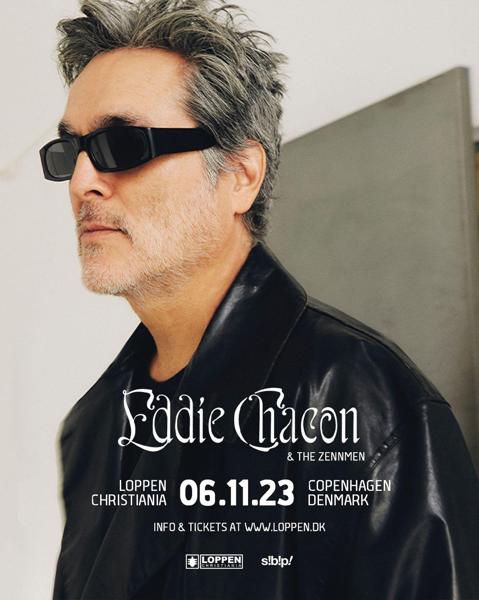 Eddie Chacon
& THE ZENNMEN
LOPPEN
CHRISTIANIA
06.11.23
COPENHAGEN
DENMARK
INFO & TICKETS AT WWW.LOPPEN.DK
LOPPEN
CHRISTIANIA
s!b!p!